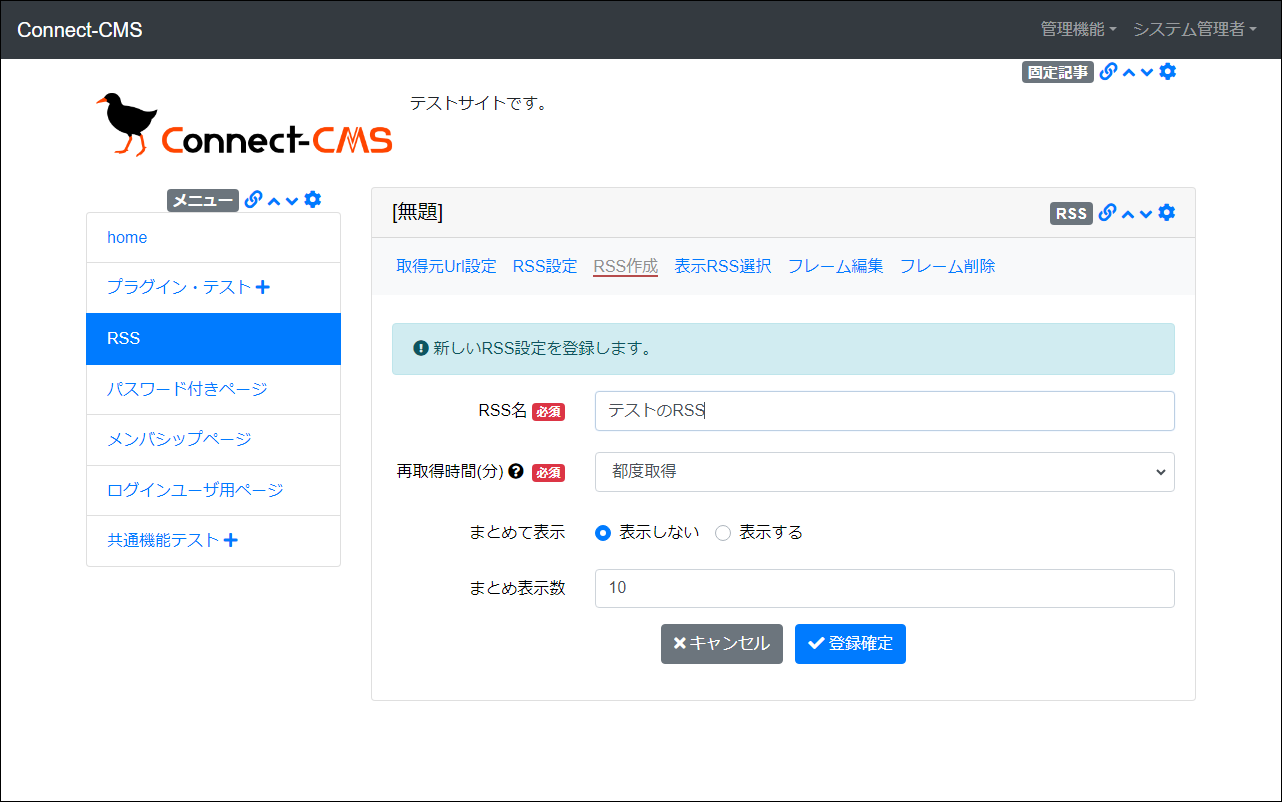 Connect-CMS 管理機能 システム管理者
固定記事
テストサイトです。
Connect-CMS
メニュー
home
プラグイン・テスト
RSS
パスワード付きページ
メンバシップページ
ログインユーザ用ページ
共通機能テスト
[無題] RSS
取得元Url設定 RSS設定 RSS作成 表示RSS選択 フレーム編集 フレーム削除
新しいRSS設定を登録します。
RSS名 必須 テストのRSS
再取得時間(分) 必須 都度取得
まとめて表示 表示しない 表示する
まとめ表示数 10
キャンセル 登録確定